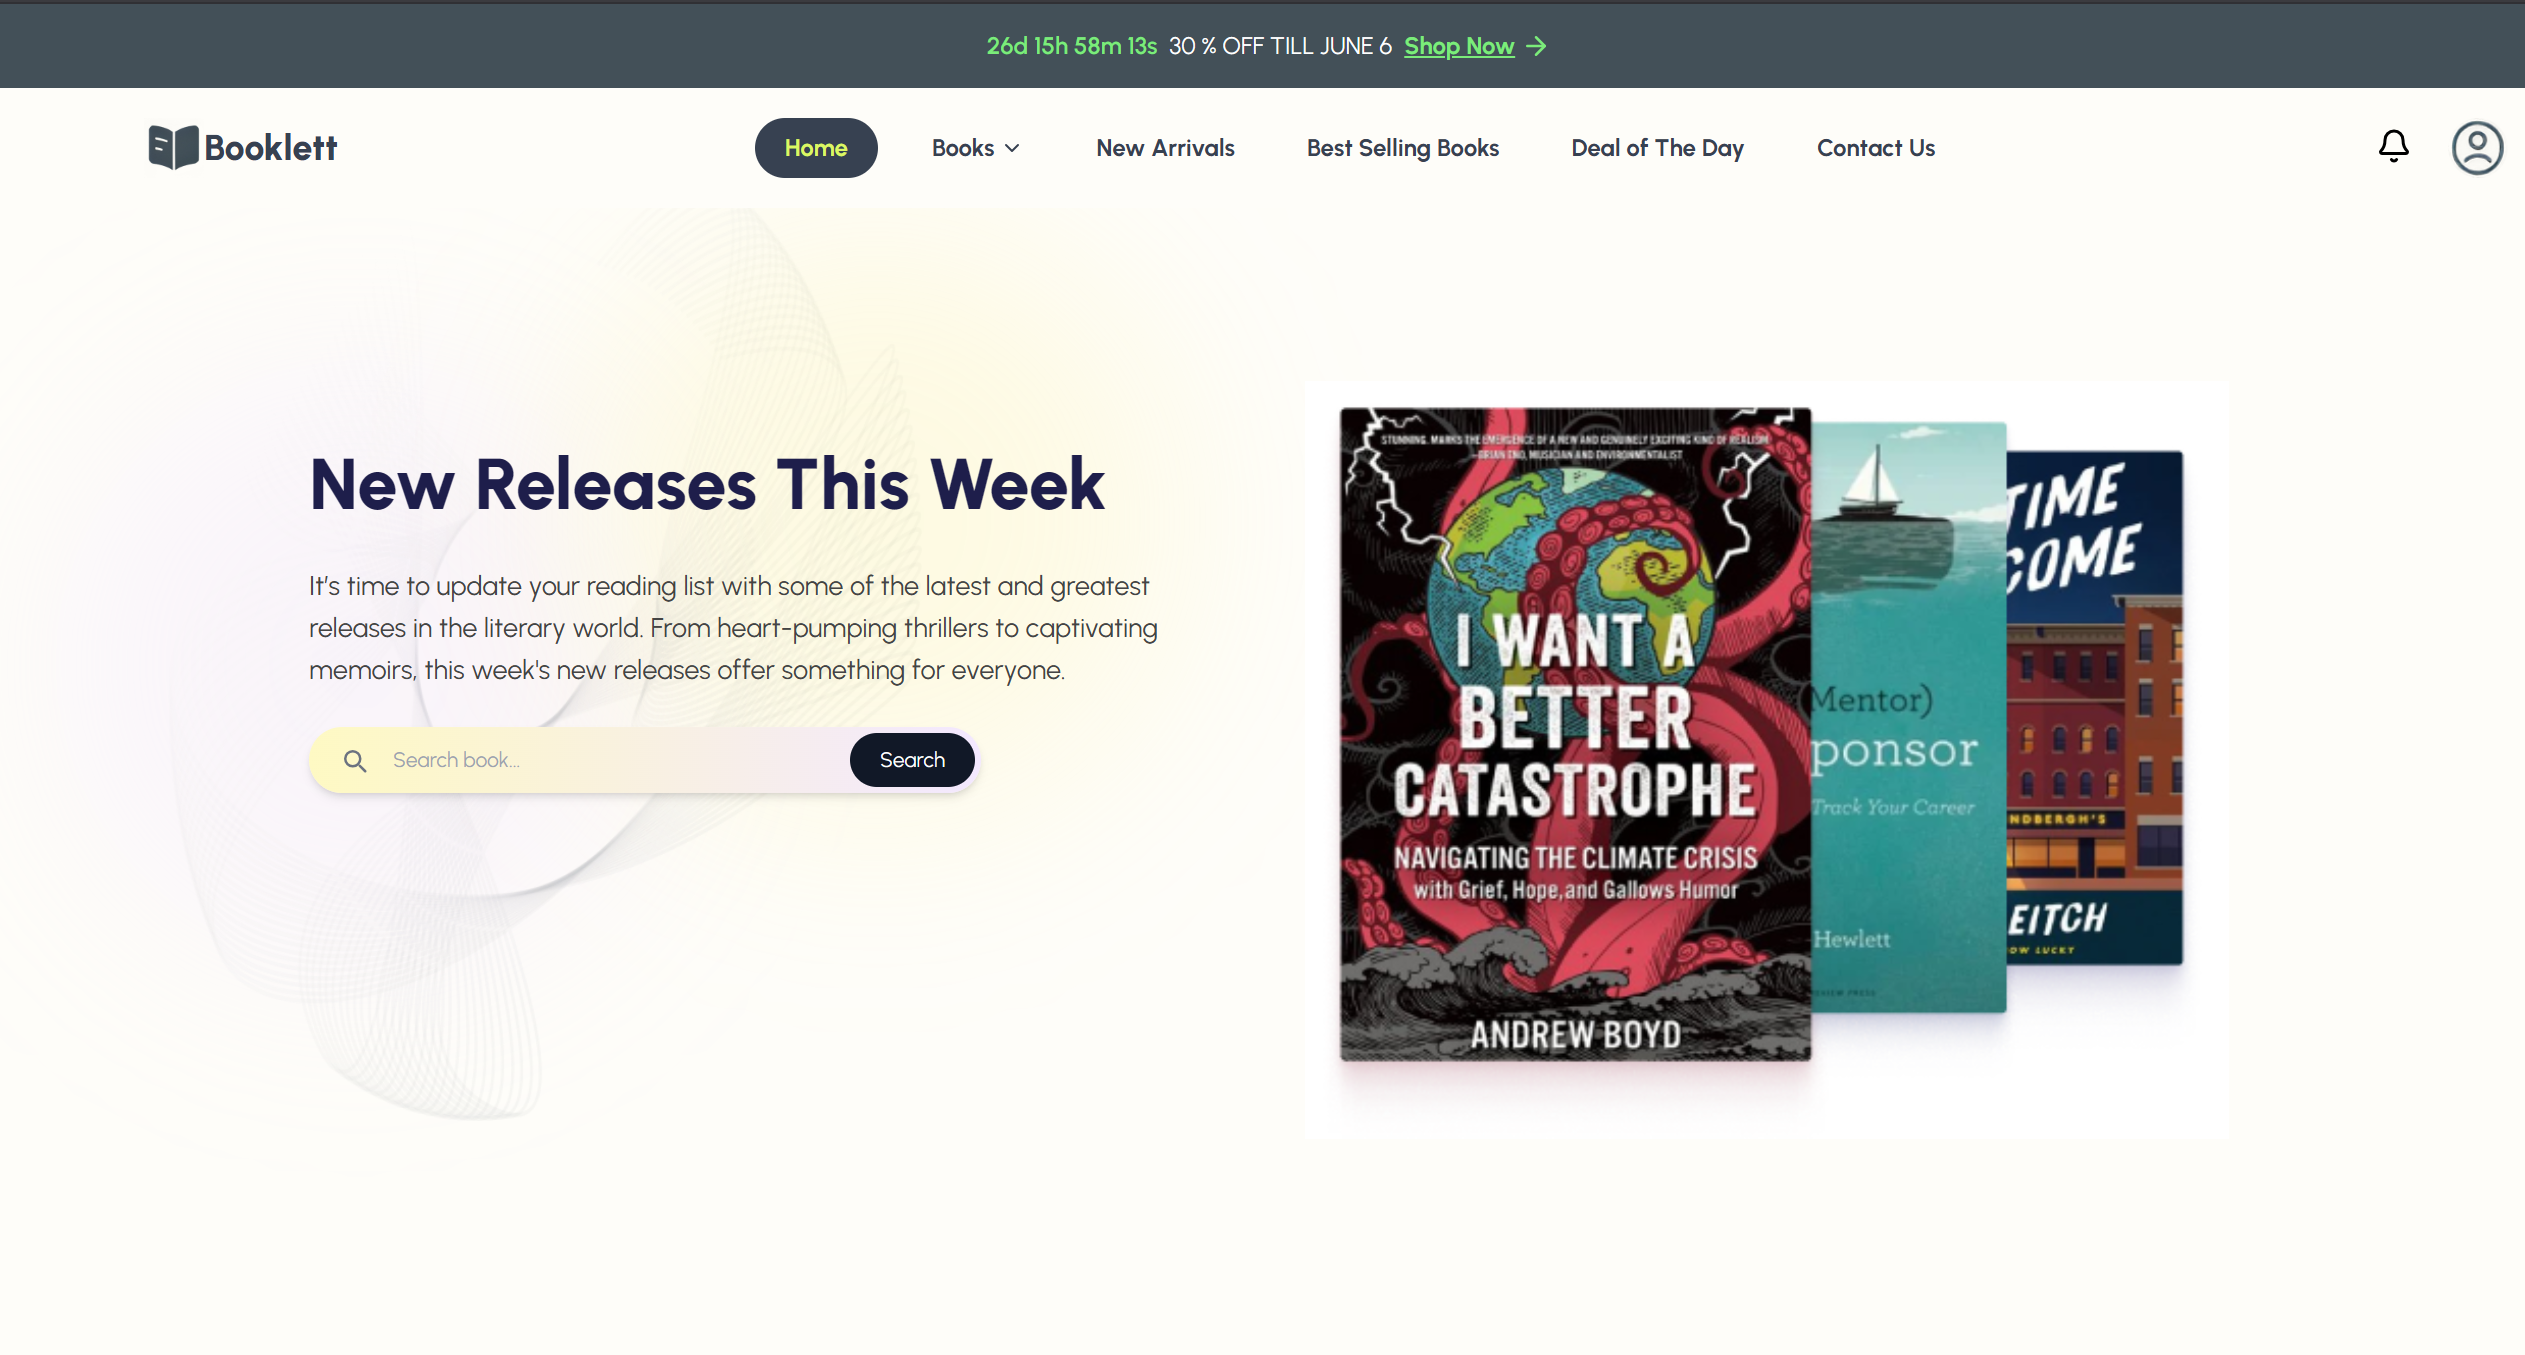 26d 15h 58m 13s 30 % OFF TILL JUNE 6 Shop Now
Booklett
Home Books New Arrivals Best Selling Books Deal of The Day Contact Us
New Releases This Week
It's time to update your reading list with some of the latest and greatest
releases in the literary world. From heart-pumping thrillers to captivating
memoirs, this week's new releases offer something for everyone.
Search book... Search
STUNNING. MARKS THE EMERGENCE OF A NEW AND GENUINELY EXCITING KIND OF REALISM
—BRIAN ENO, MUSICIAN AND ENVIRONMENTALIST
I WANT A
BETTER
CATASTROPHE
NAVIGATING THE CLIMATE CRISIS
with Grief, Hope, and Gallows Humor
ANDREW BOYD
Mentor)
ponsor
Track Your Career
Hewlett
EVIEW PRESS
TIME
COME
NDBERGH'S
EITCH
OW LUCKY